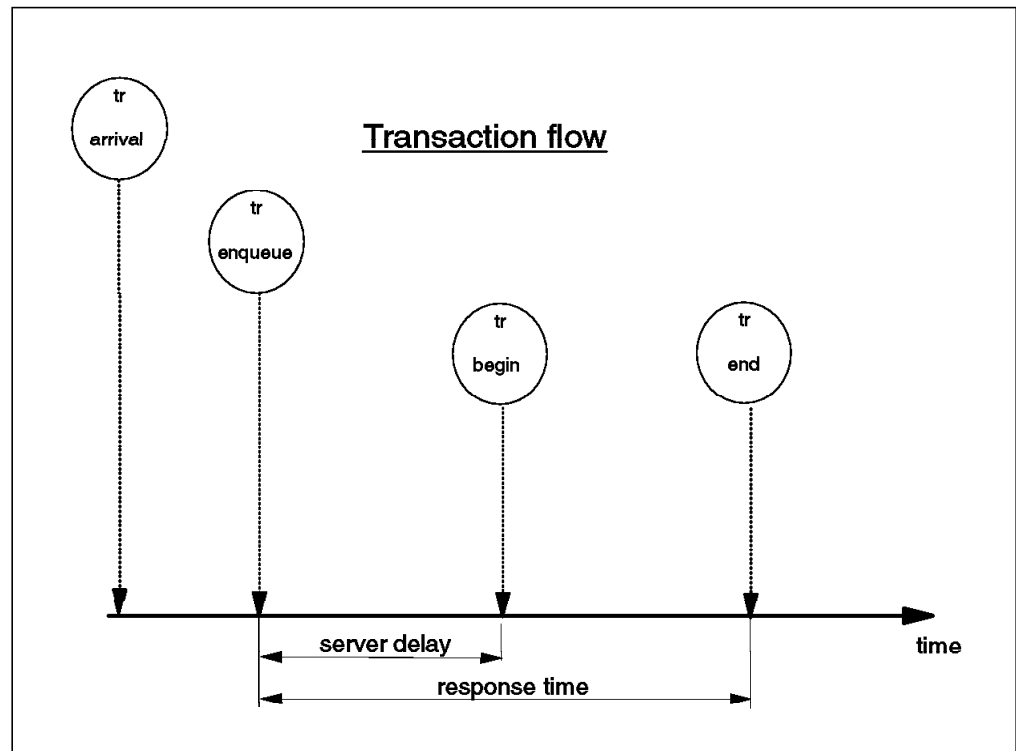 tr
arrival
Transaction flow
tr
enqueue
tr
begin
tr
end
time
server delay
response time